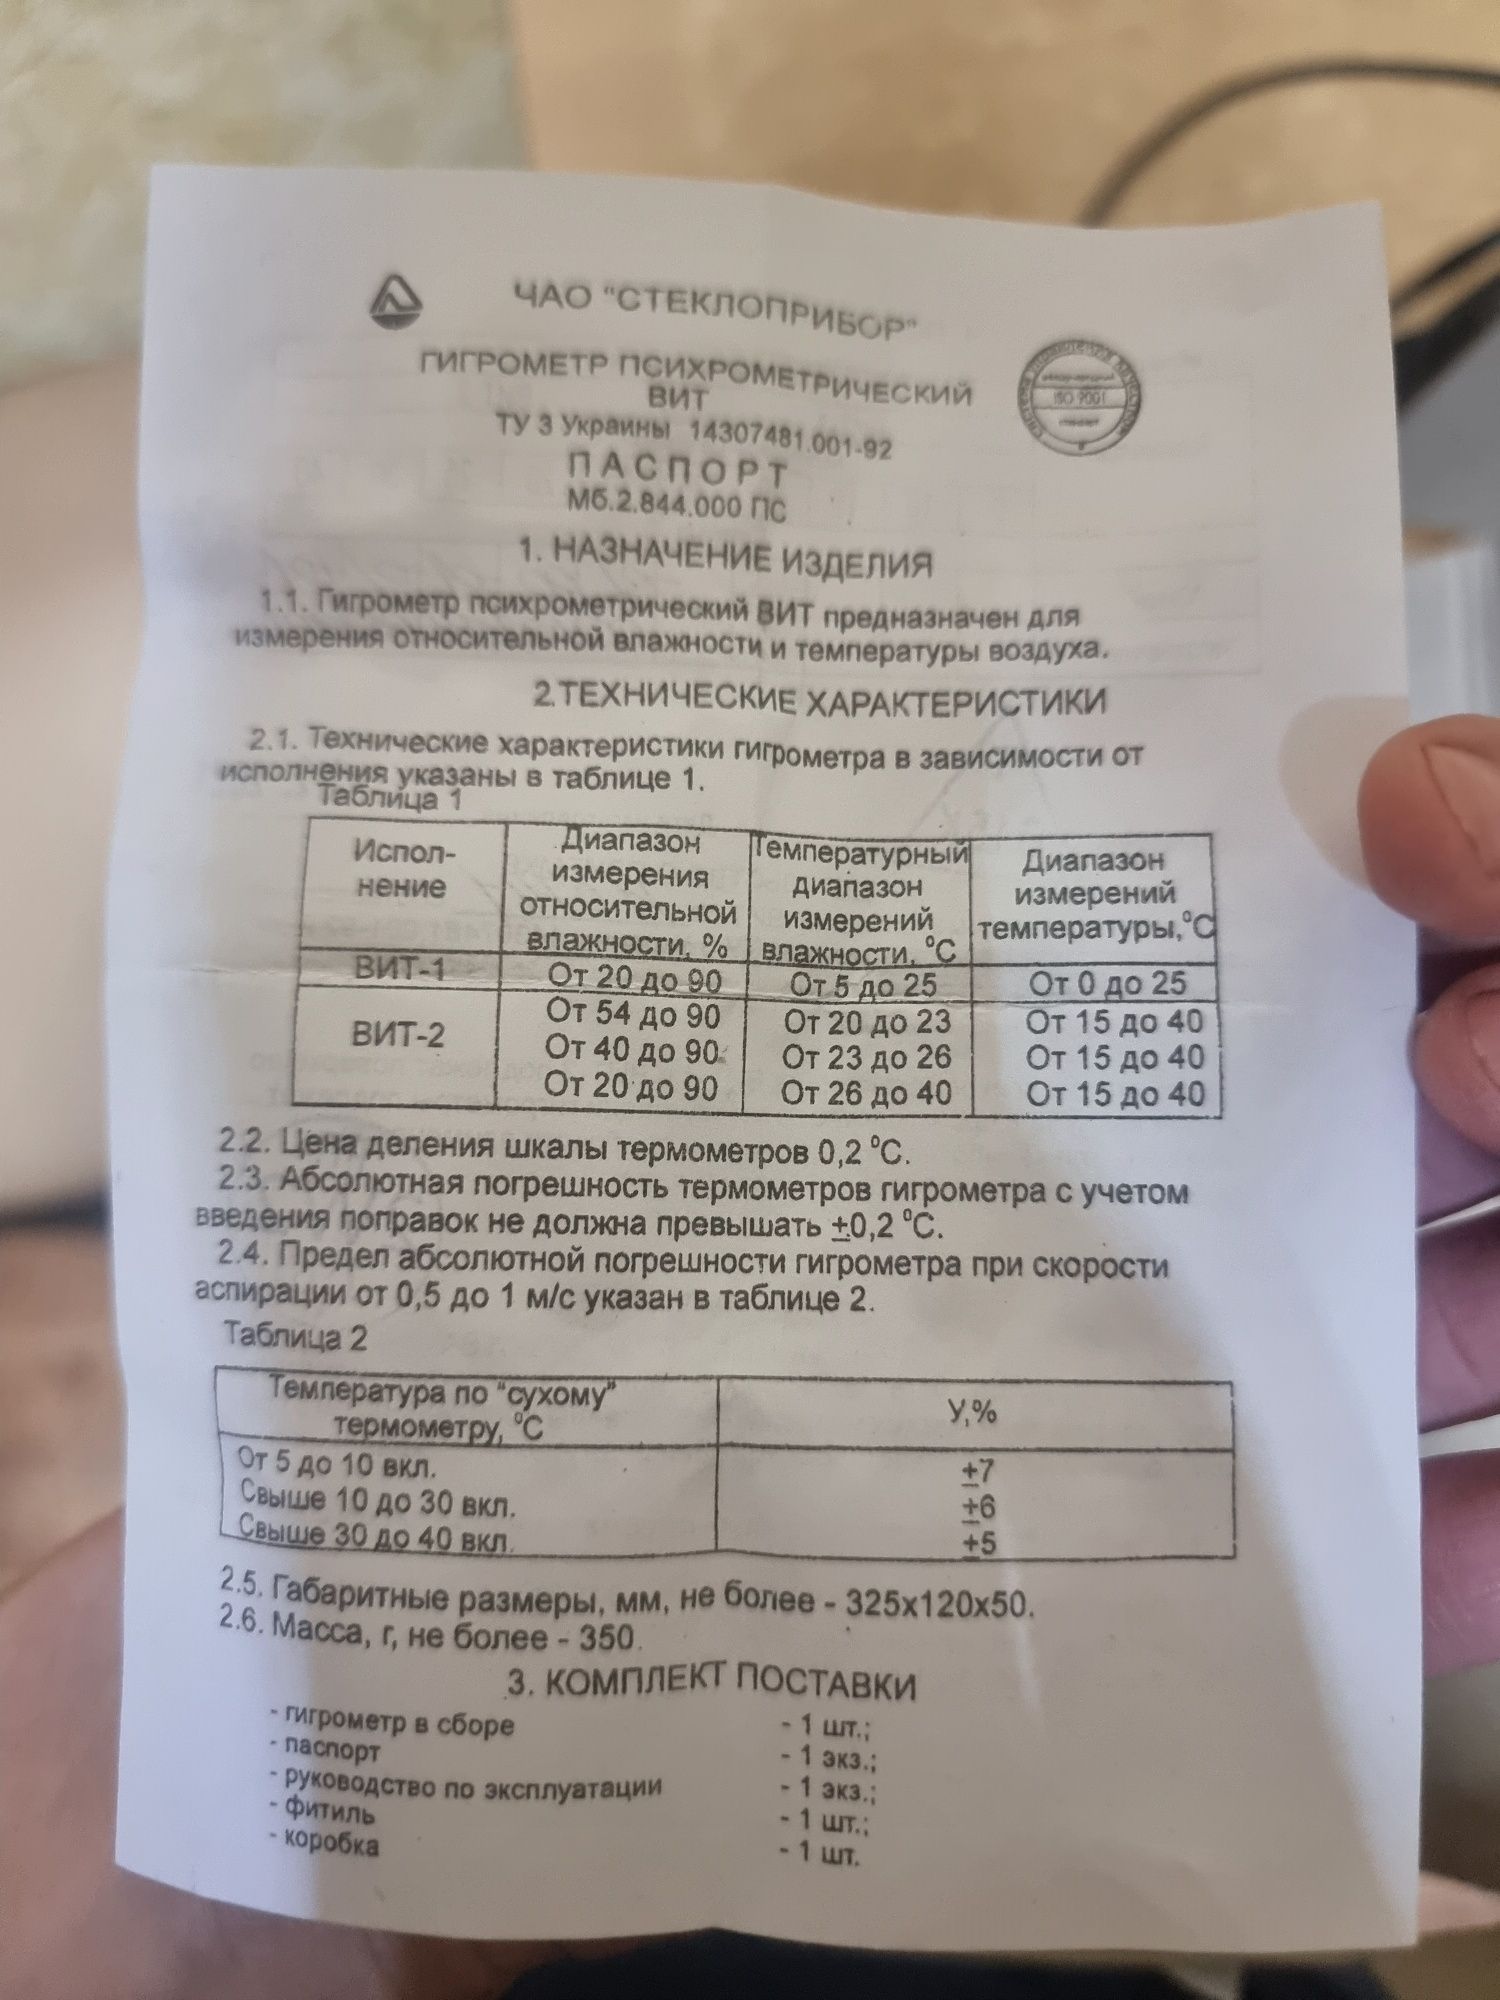 ЧАО "СТЕКЛОПРИБОР"
ГИГРОМЕТР ПСИХРОМЕТРИЧЕСКИЙ
ВИТ
ISO 9001
ТУ З Украины 14307481.001-92
ПАСПОРТ
Мб.2.844.000 ПС
1. НАЗНАЧЕНИЕ ИЗДЕЛИЯ
1.1. Гигрометр психрометрический ВИТ предназначен для
измерения относительной влажности и температуры воздуха.
2.ТЕХНИЧЕСКИЕ ХАРАКТЕРИСТИКИ
2.1. Технические характеристики гигрометра в зависимости от
исполнения указаны в таблице 1.
Таблица 1
Испол-
нение
Диапазон
измерения
относительной
влажности, %
Температурный
диапазон
измерений
влажности, °С
Диапазон
измерений
температуры,°С
ВИТ-1 От 20 до 90 От 5 до 25 От 0 до 25
ВИТ-2 От 54 до 90 От 20 до 23 От 15 до 40
От 40 до 90 От 23 до 26 От 15 до 40
От 20 до 90 От 26 до 40 От 15 до 40
2.2. Цена деления шкалы термометров 0,2 °С.
2.3. Абсолютная погрешность термометров гигрометра с учетом
введения поправок не должна превышать ±0,2 °С.
2.4. Предел абсолютной погрешности гигрометра при скорости
аспирации от 0,5 до 1 м/с указан в таблице 2.
Таблица 2
Температура по "сухому"
термометру, °С
У,%
От 5 до 10 вкл. ±7
Свыше 10 до 30 вкл. ±6
Свыше 30 до 40 вкл. ±5
2.5. Габаритные размеры, мм, не более - 325х120х50.
2.6. Масса, г, не более - 350.
3. КОМПЛЕКТ ПОСТАВКИ
- гигрометр в сборе - 1 шт.;
- паспорт - 1 экз.;
- руководство по эксплуатации - 1 экз.;
- фитиль - 1 шт.;
- коробка - 1 шт.